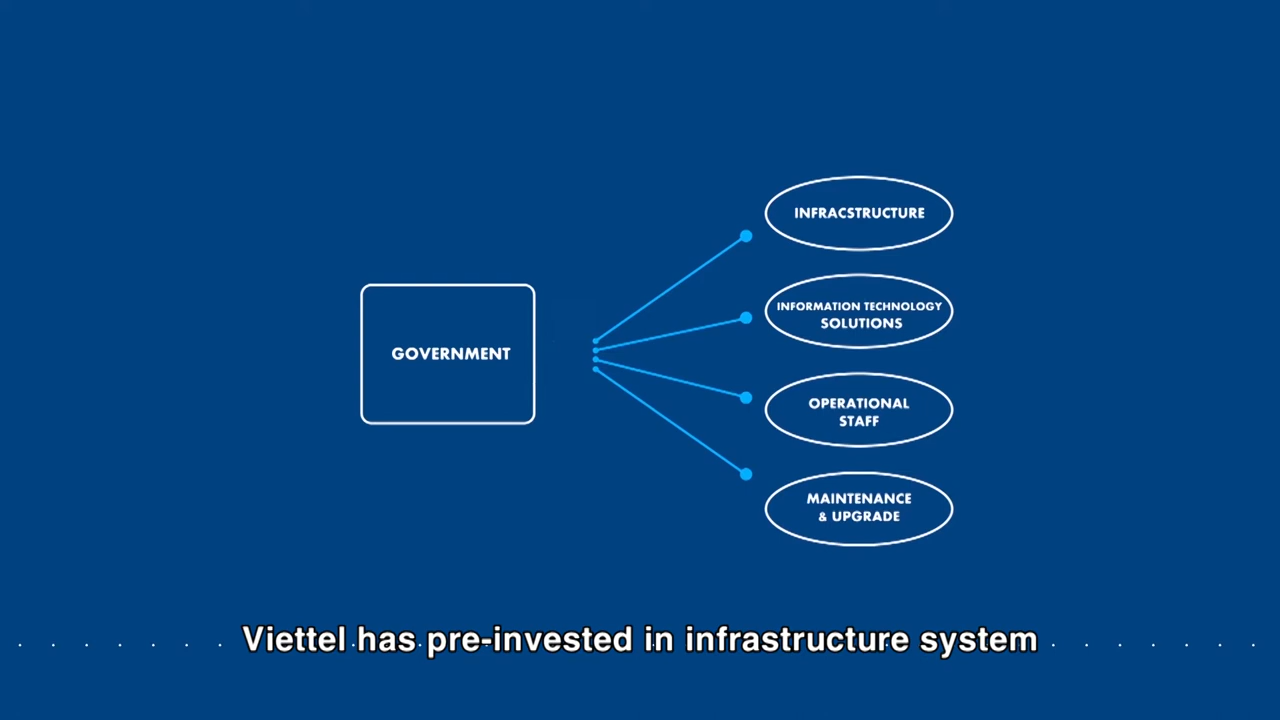 INFRACSTRUCTURE
INFORMATION TECHNOLOGY
SOLUTIONS
GOVERNMENT
OPERATIONAL
STAFF
MAINTENANCE
& UPGRADE
Viettel has pre-invested in infrastructure system